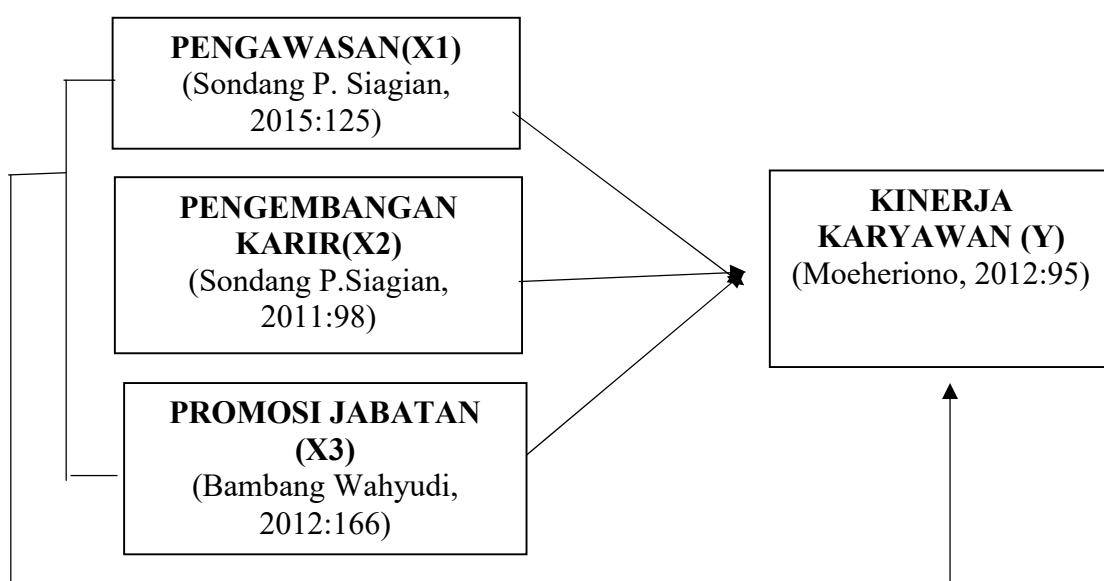 PENGAWASAN(X1)
(Sondang P. Siagian,
2015:125)
PENGEMBANGAN
KARIR(X2)
(Sondang P.Siagian,
2011:98)
PROMOSI JABATAN
(X3)
(Bambang Wahyudi,
2012:166)
KINERJA
KARYAWAN (Y)
(Moeheriono, 2012:95)